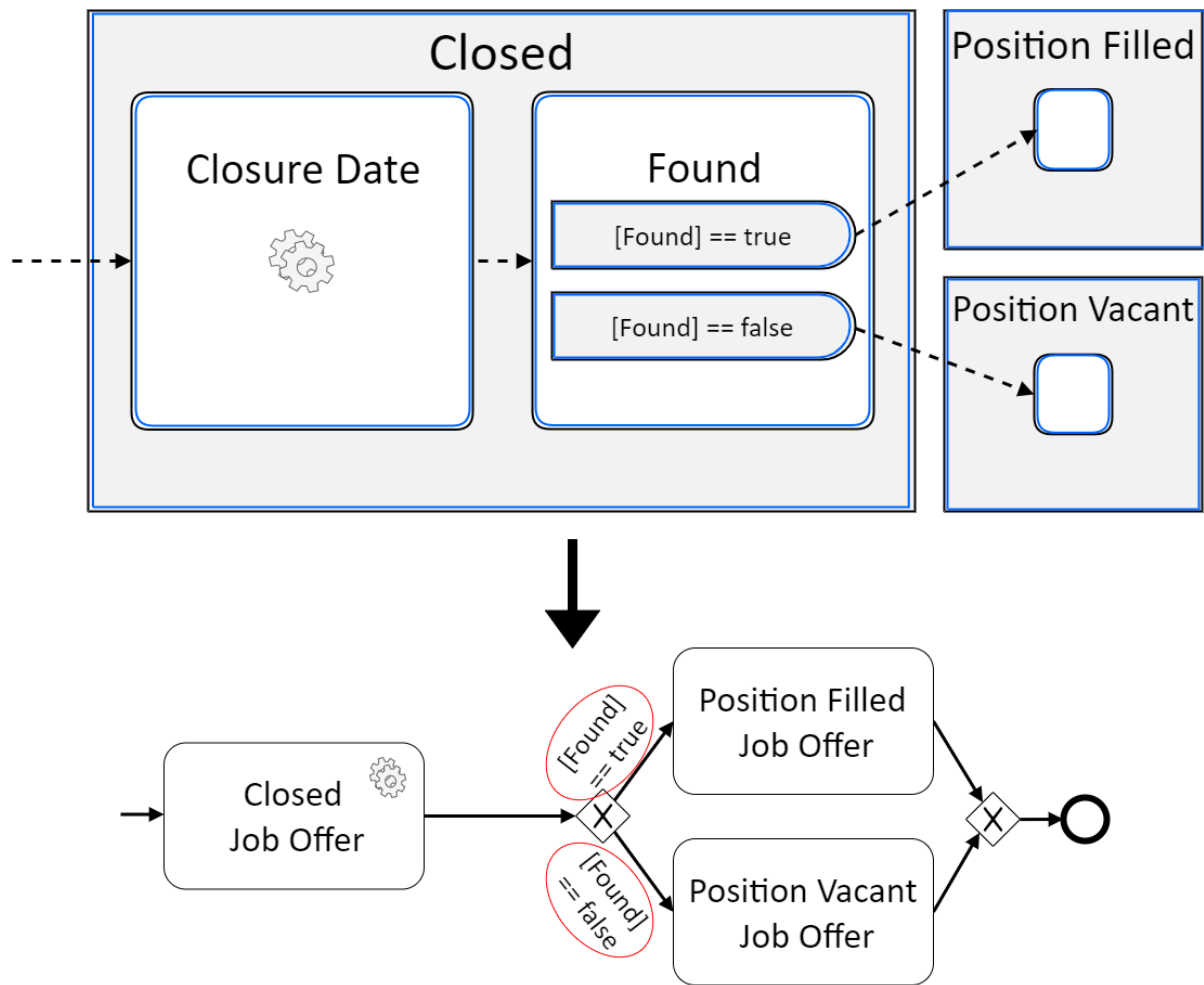 Closed
Closure Date
Found
[Found] == true
[Found] == false
Position Filled
Position Vacant
Closed
Job Offer
[Found]
== true
[Found]
== false
X
Position Filled
Job Offer
Position Vacant
Job Offer
X